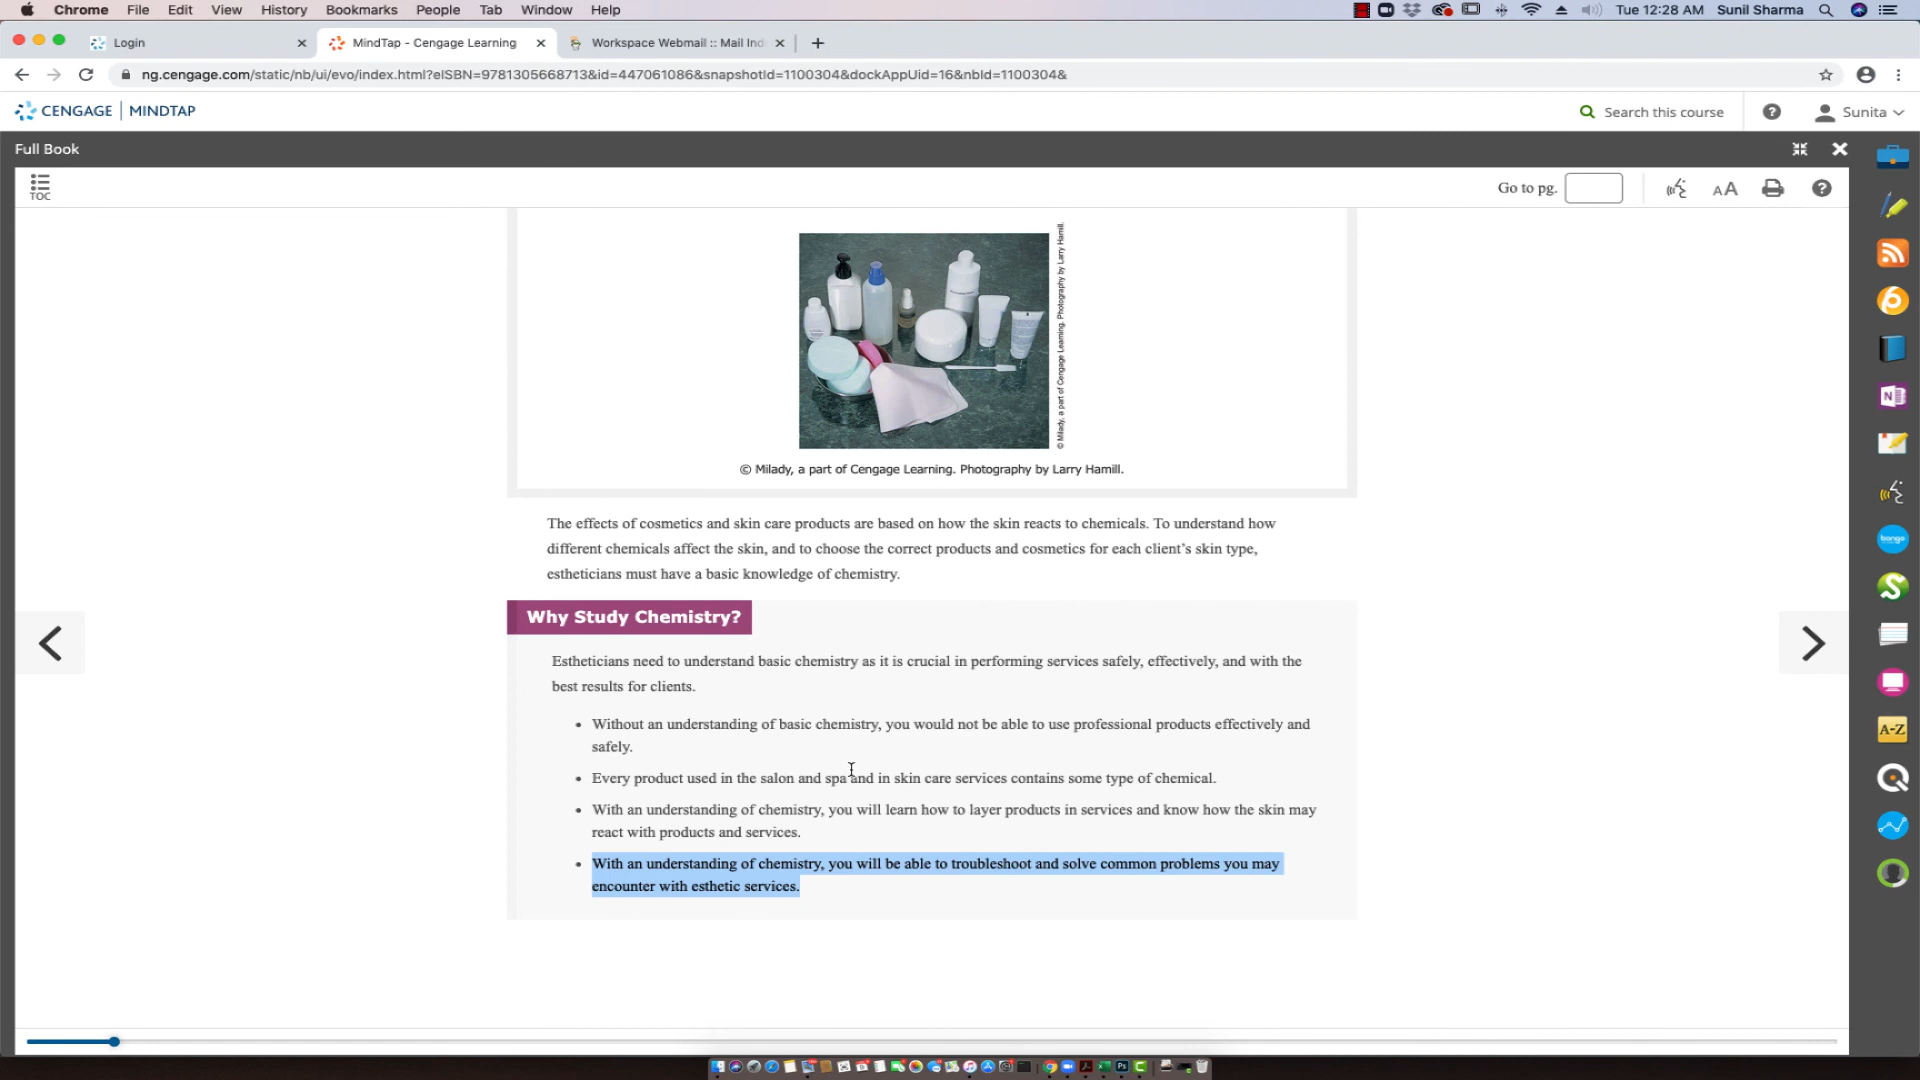 Chrome File Edit View History Bookmarks People Tab Window Help Tue 12:28 AM Sunil Sharma
Login MindTap - Cengage Learning Workspace Webmail :: Mail Ind
ng.cengage.com/static/nb/ui/evo/index.html?eISBN=9781305668713&id=447061086&snapshotId=1100304&dockAppUid=16&nbId=1100304&
CENGAGE | MINDTAP Search this course Sunita
Full Book
TOC Go to pg. AA
© Milady, a part of Cengage Learning. Photography by Larry Hamill.
© Milady, a part of Cengage Learning. Photography by Larry Hamill.
The effects of cosmetics and skin care products are based on how the skin reacts to chemicals. To understand how
different chemicals affect the skin, and to choose the correct products and cosmetics for each client's skin type,
estheticians must have a basic knowledge of chemistry.
Why Study Chemistry?
Estheticians need to understand basic chemistry as it is crucial in performing services safely, effectively, and with the
best results for clients.
• Without an understanding of basic chemistry, you would not be able to use professional products effectively and
safely.
• Every product used in the salon and spa and in skin care services contains some type of chemical.
• With an understanding of chemistry, you will learn how to layer products in services and know how the skin may
react with products and services.
• With an understanding of chemistry, you will be able to troubleshoot and solve common problems you may
encounter with esthetic services.
bongo
A-Z